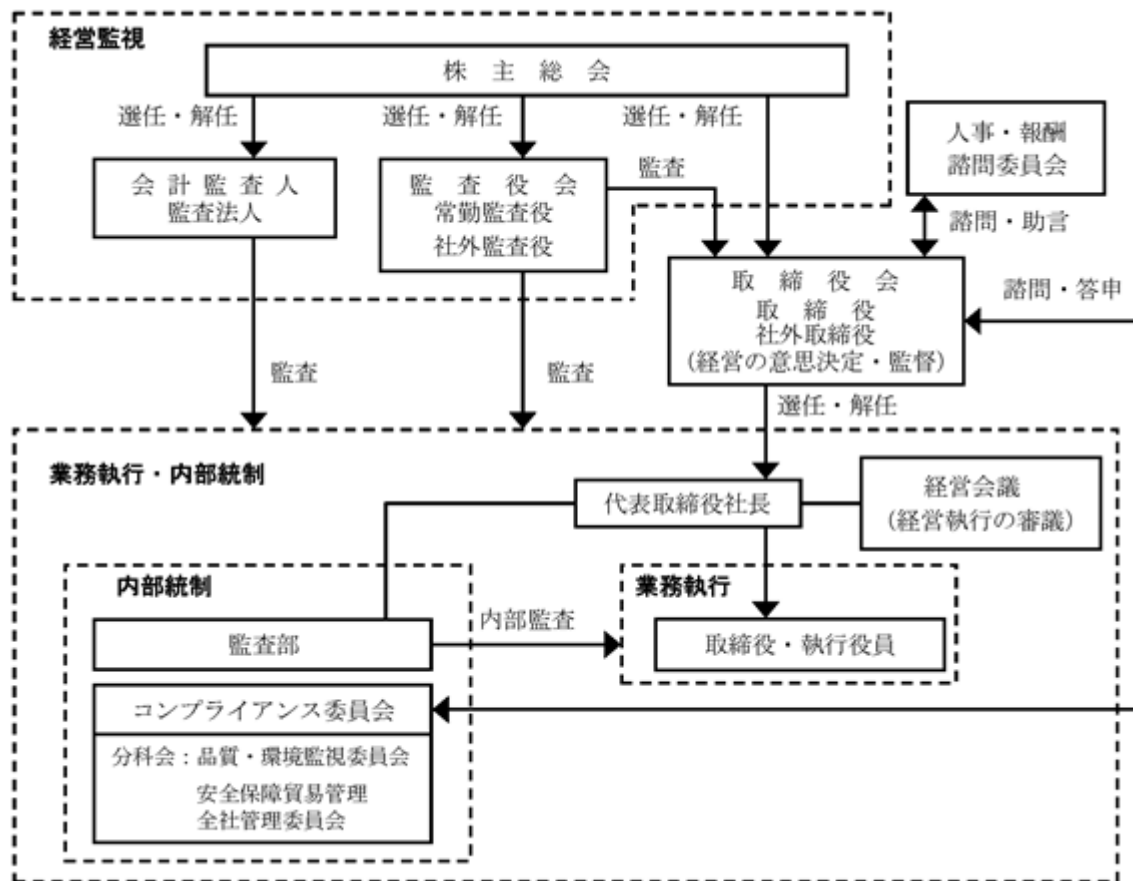 経営監視
株主総会
選任・解任
選任・解任
選任・解任
人事・報酬
諮問委員会
監査
会計監査人
監査法人
監査役会
常勤監査役
社外監査役
諮問・助言
取締役会
取締役
社外取締役
(経営の意思決定・監督)
諮問・答申
監査
監査
選任・解任
業務執行・内部統制
代表取締役社長
経営会議
(経営執行の審議)
内部統制
業務執行
監査部
内部監査
取締役・執行役員
コンプライアンス委員会
分科会：品質・環境監視委員会
安全保障貿易管理
全社管理委員会